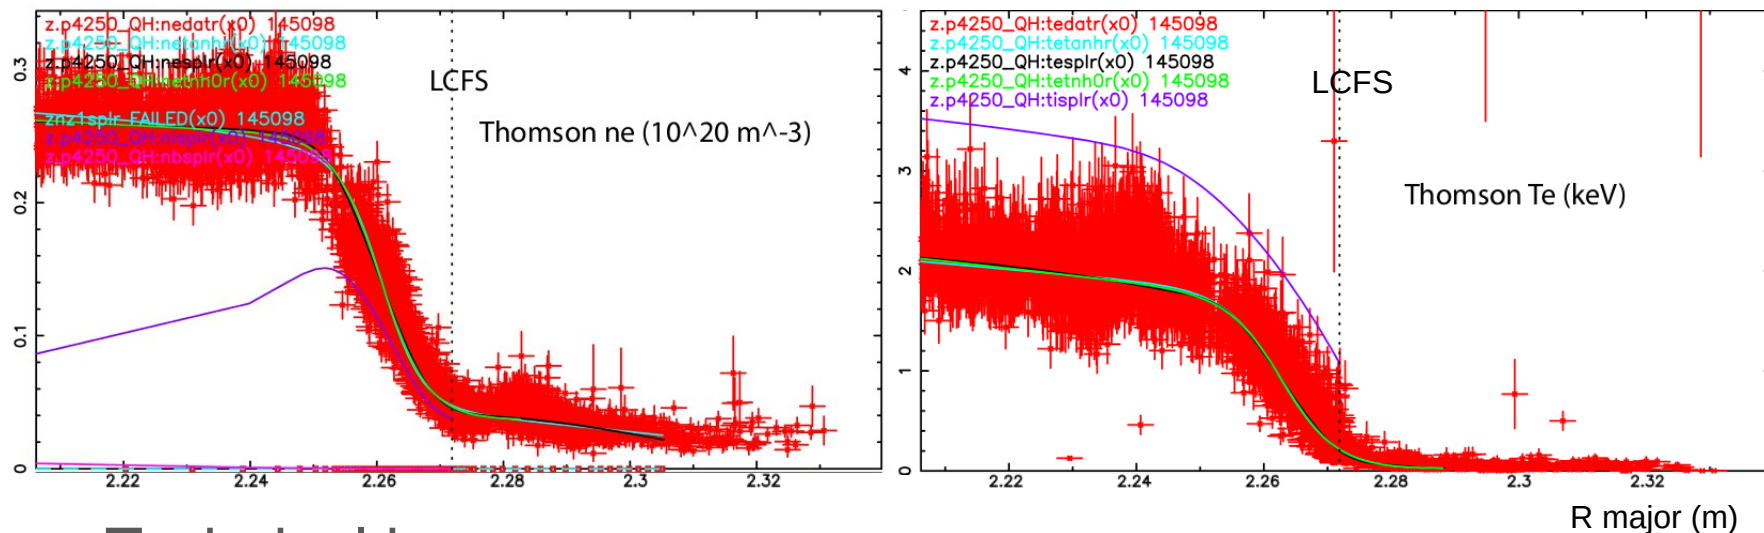 z.p4250_QH:nedatr(x0) 145098
z.p4250_QH:netanhr(x0) 145098
z.p4250_QH:nesplr(x0) 145098
z.p4250_QH:netnh0r(x0) 145098
znz1splr FAILED(x0) 145098
z.p4250_QH:nisplr(x0) 145098
z.p4250_QH:nbsplr(x0) 145098
LCFS
Thomson ne (10^20 m^-3)
0.3
0.2
0.1
0
2.22 2.24 2.26 2.28 2.3 2.32
z.p4250_QH:tedatr(x0) 145098
z.p4250_QH:tetanhr(x0) 145098
z.p4250_QH:tesplr(x0) 145098
z.p4250_QH:tetnh0r(x0) 145098
z.p4250_QH:tisplr(x0) 145098
LCFS
Thomson Te (keV)
4
3
2
1
0
2.22 2.24 2.26 2.28 2.3 2.32
R major (m)